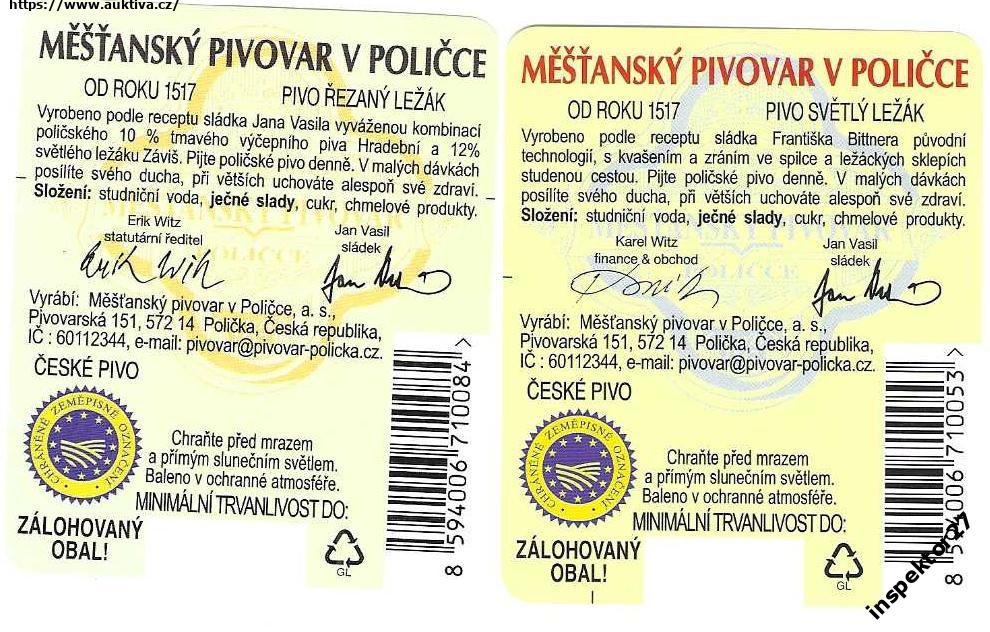 https://www.auktiva.cz/
MĚŠŤANSKÝ PIVOVAR V POLIČCE
OD ROKU 1517 PIVO ŘEZANÝ LEŽÁK
Vyrobeno podle receptu sládka Jana Vasila vyváženou kombinací
poličského 10 % tmavého výčepního piva Hradební a 12%
světlého ležáku Záviš. Pijte poličské pivo denně. V malých dávkách
posílíte svého ducha, při větších uchováte alespoň své zdraví.
Složení: studniční voda, ječné slady, cukr, chmelové produkty.
MĚŠŤANSKÝ PIVOVAR
POLIČCE
Erik Witz
statutární ředitel
Jan Vasil
sládek
Vyrábí: Měšťanský pivovar v Poličce, a. s.,
Pivovarská 151, 572 14 Polička, Česká republika,
IČ : 60112344, e-mail: pivovar@pivovar-policka.cz.
ČESKÉ PIVO
CHRÁNĚNÉ ZEMĚPISNÉ OZNAČENÍ
Chraňte před mrazem
a přímým slunečním světlem.
Baleno v ochranné atmosféře.
MINIMÁLNÍ TRVANLIVOST DO:
ZÁLOHOVANÝ
OBAL!
GL
8 594006 710084 >
MĚŠŤANSKÝ PIVOVAR V POLIČCE
OD ROKU 1517 PIVO SVĚTLÝ LEŽÁK
Vyrobeno podle receptu sládka Františka Bittnera původní
technologií, s kvašením a zráním ve spilce a ležáckých sklepích
studenou cestou. Pijte poličské pivo denně. V malých dávkách
posílíte svého ducha, při větších uchováte alespoň své zdraví.
Složení: studniční voda, ječné slady, cukr, chmelové produkty.
MĚŠŤANSKÝ PIVOVAR
POLIČCE
Karel Witz
finance & obchod
Jan Vasil
sládek
Vyrábí: Měšťanský pivovar v Poličce, a. s.,
Pivovarská 151, 572 14 Polička, Česká republika,
IČ : 60112344, e-mail: pivovar@pivovar-policka.cz.
ČESKÉ PIVO
CHRÁNĚNÉ ZEMĚPISNÉ OZNAČENÍ
Chraňte před mrazem
a přímým slunečním světlem.
Baleno v ochranné atmosféře.
MINIMÁLNÍ TRVANLIVOST DO:
ZÁLOHOVANÝ
OBAL!
GL
8 594006 710053 >
inspektor27